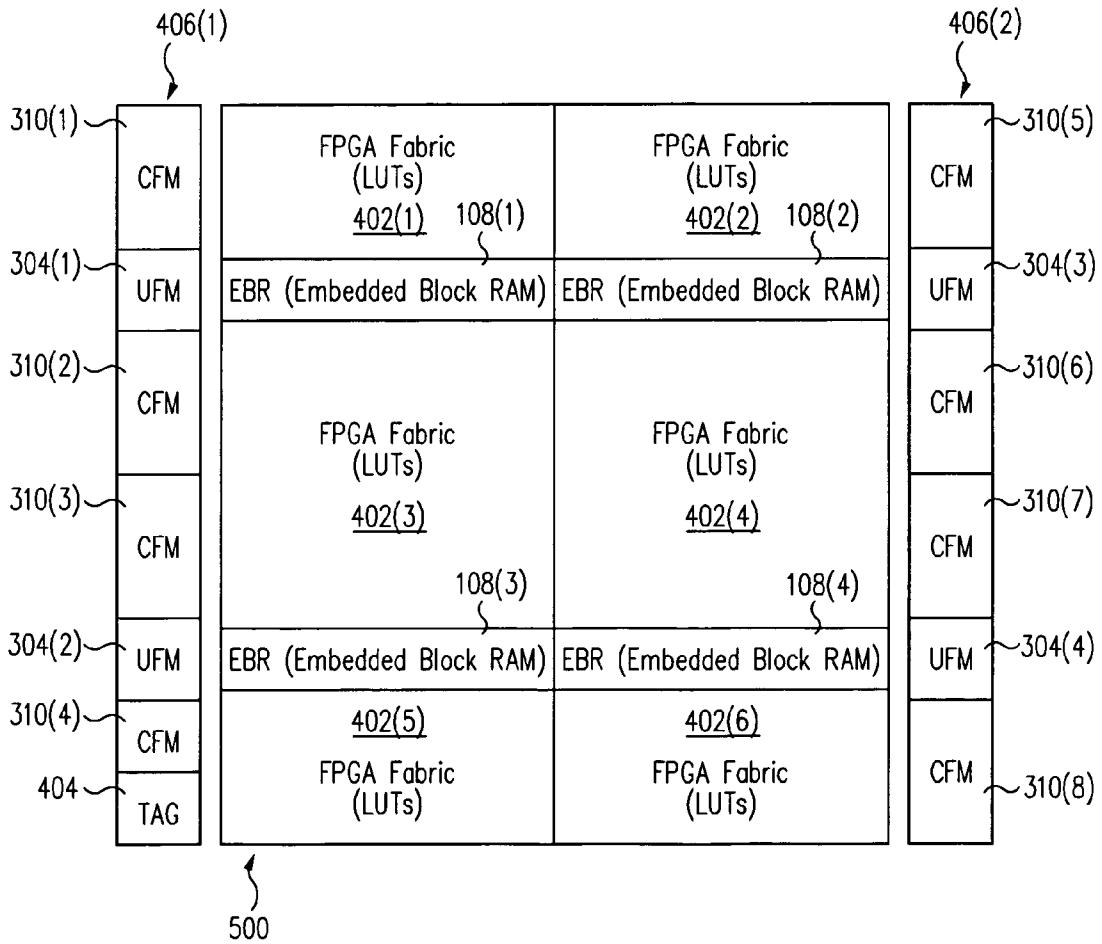 406(1)
406(2)
310(1)
CFM
FPGA Fabric
(LUTs)
402(1)
108(1)
FPGA Fabric
(LUTs)
402(2)
108(2)
CFM
310(5)
304(1)
UFM
EBR (Embedded Block RAM)
EBR (Embedded Block RAM)
UFM
304(3)
310(2)
CFM
CFM
310(6)
FPGA Fabric
(LUTs)
402(3)
FPGA Fabric
(LUTs)
402(4)
310(3)
CFM
CFM
310(7)
108(3)
108(4)
304(2)
UFM
EBR (Embedded Block RAM)
EBR (Embedded Block RAM)
UFM
304(4)
310(4)
CFM
402(5)
FPGA Fabric
(LUTs)
402(6)
FPGA Fabric
(LUTs)
CFM
310(8)
404
TAG
500